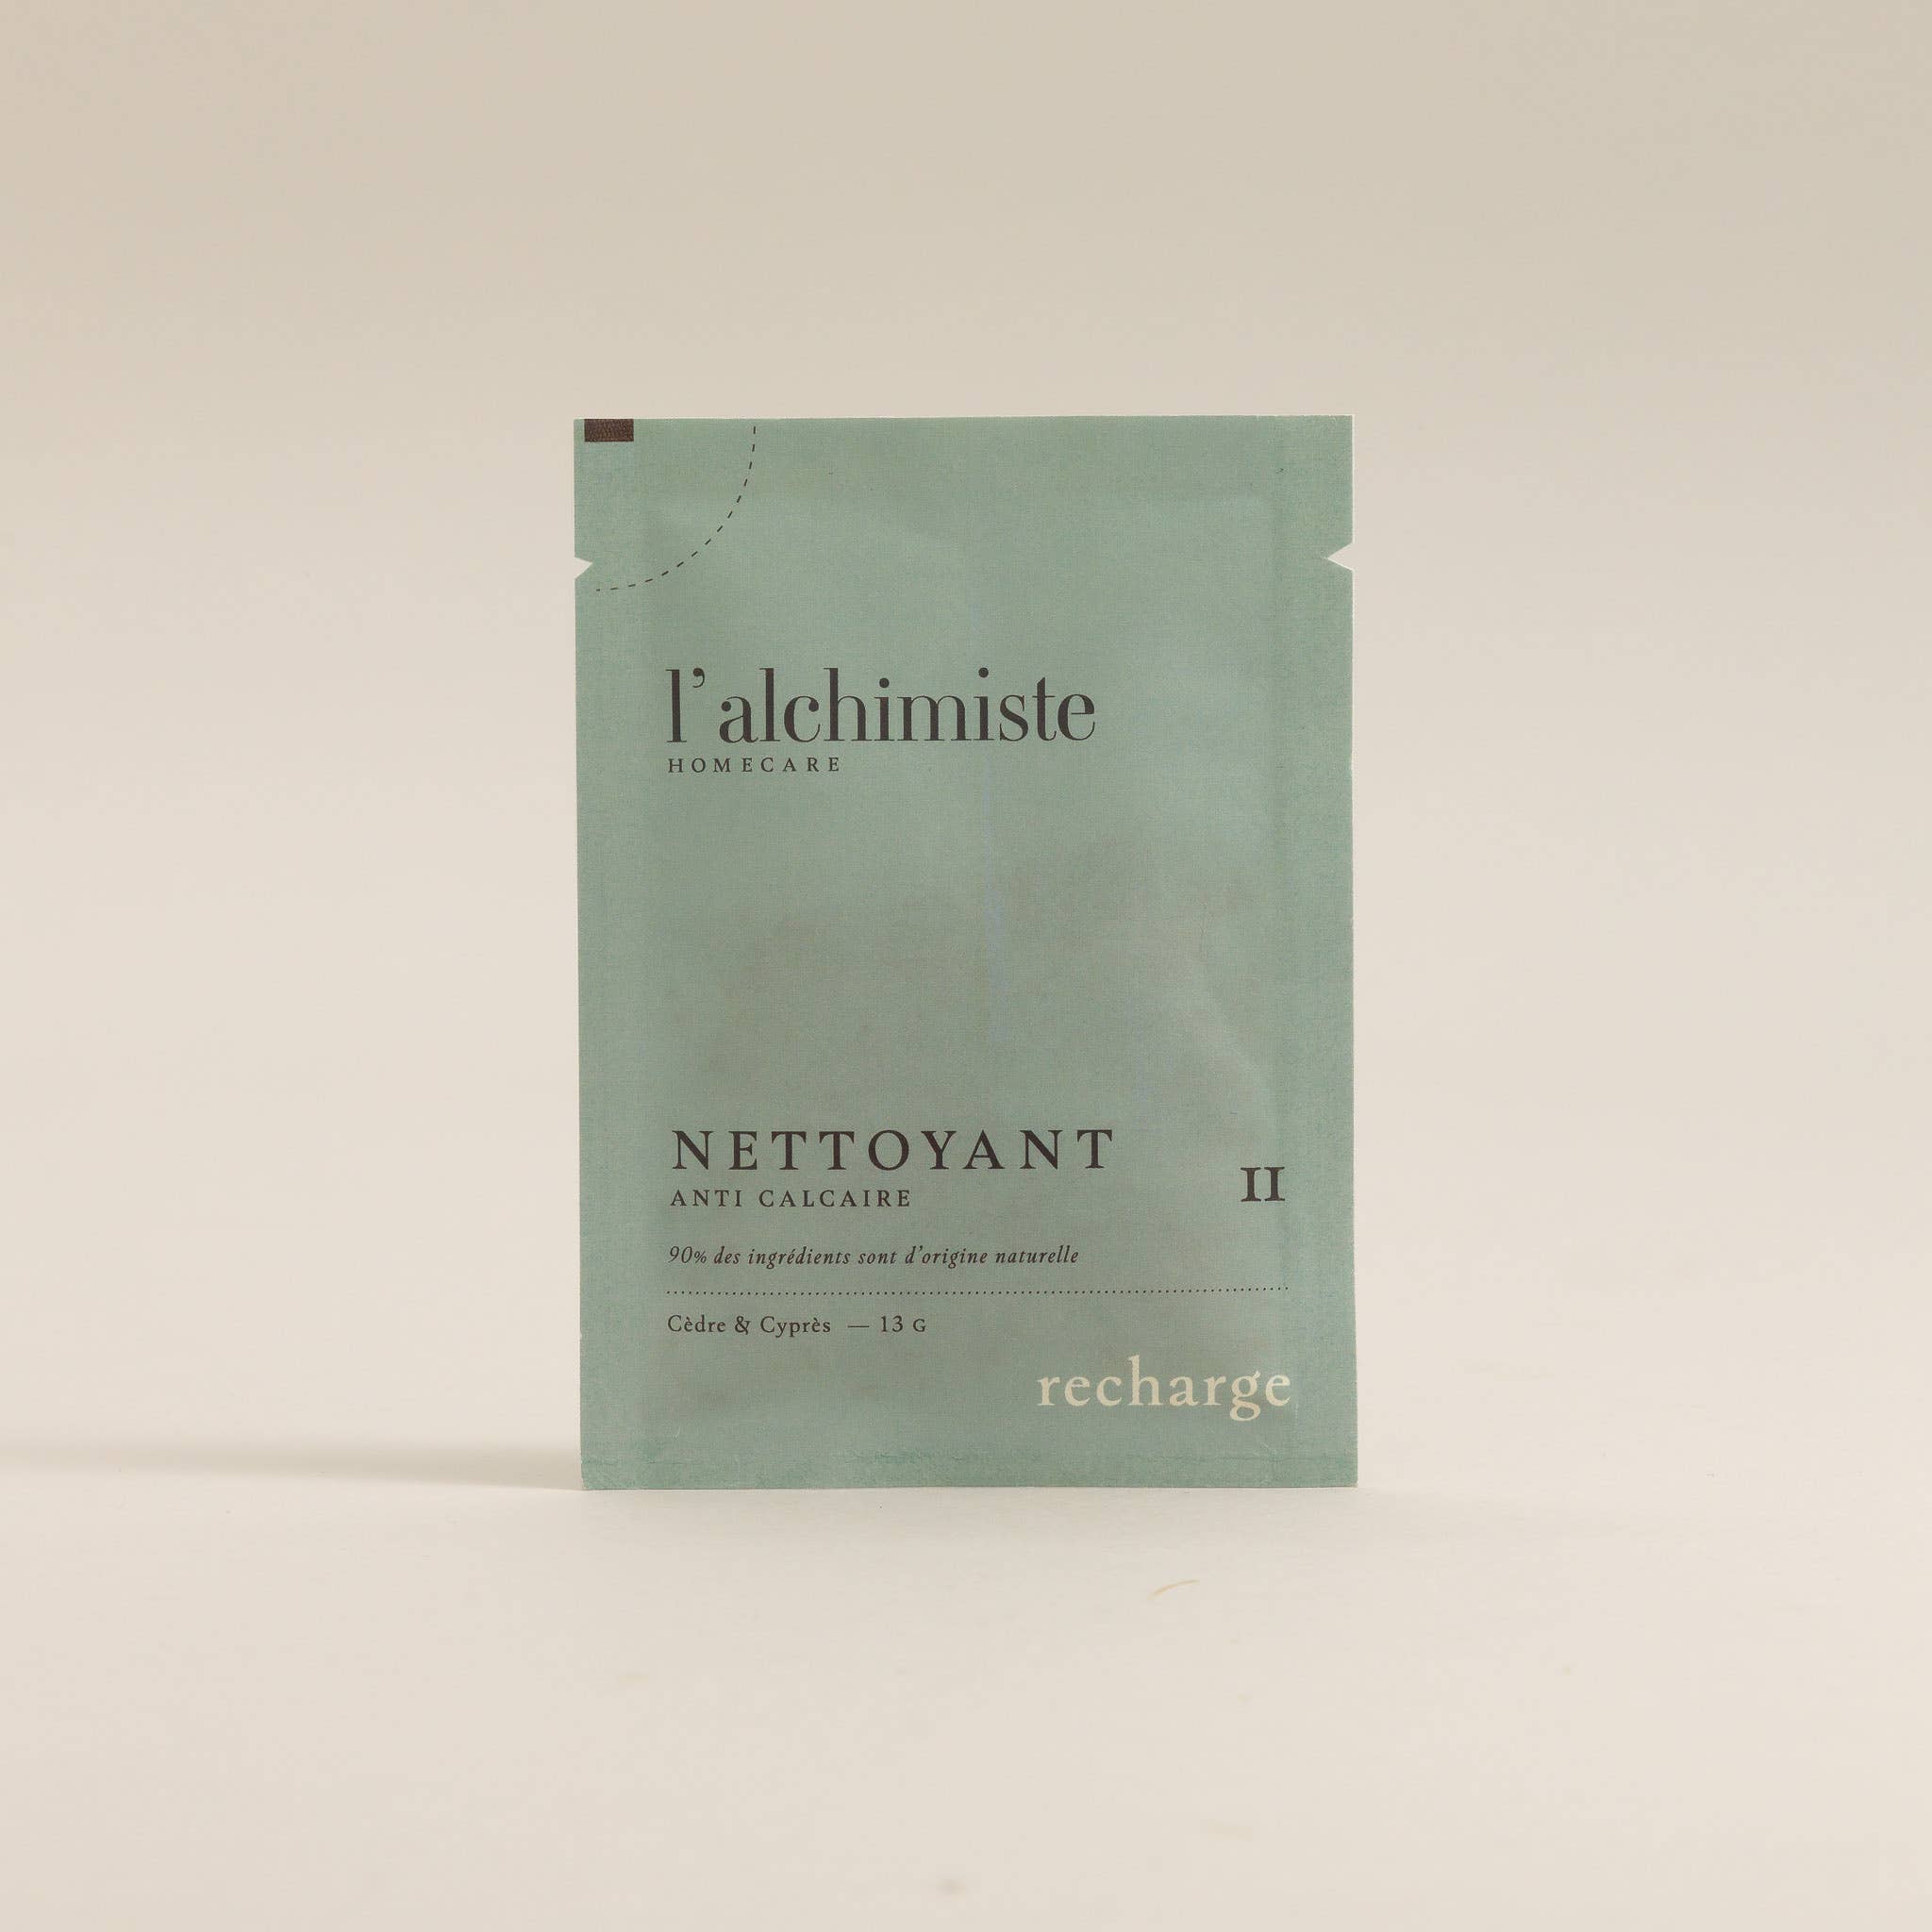 l'alchimiste
HOMECARE
NETTOYANT
ANTI CALCAIRE
II
90% des ingrédients sont d'origine naturelle
Cèdre & Cyprès — 13 G
recharge